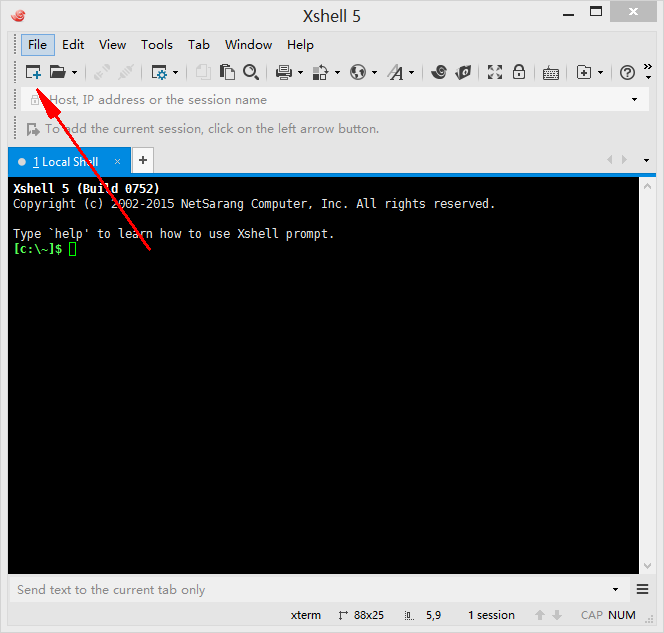 Xshell 5
File Edit View Tools Tab Window Help
Host, IP address or the session name
To add the current session, click on the left arrow button.
1 Local Shell
Xshell 5 (Build 0752)
Copyright (c) 2002-2015 NetSarang Computer, Inc. All rights reserved.
Type `help' to learn how to use Xshell prompt.
[c:\~]$
Send text to the current tab only
xterm 88x25 5,9 1 session CAP NUM